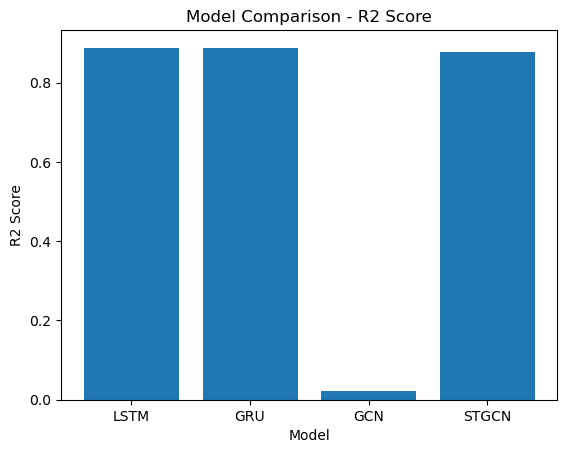 Model Comparison - R2 Score
R2 Score
0.8
0.6
0.4
0.2
0.0
LSTM GRU GCN STGCN
Model